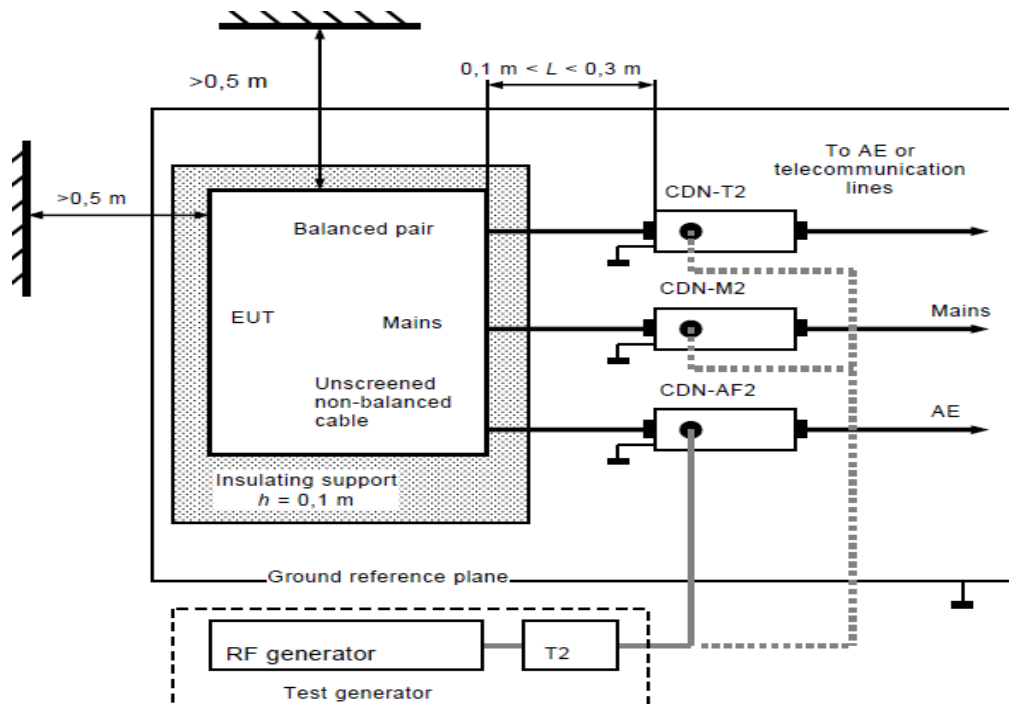 >0,5 m
0,1 m < L < 0,3 m
>0,5 m
To AE or
telecommunication
lines
CDN-T2
Balanced pair
CDN-M2
EUT
Mains
Mains
Unscreened
non-balanced
cable
CDN-AF2
AE
Insulating support
h = 0,1 m
Ground reference plane
RF generator
T2
Test generator